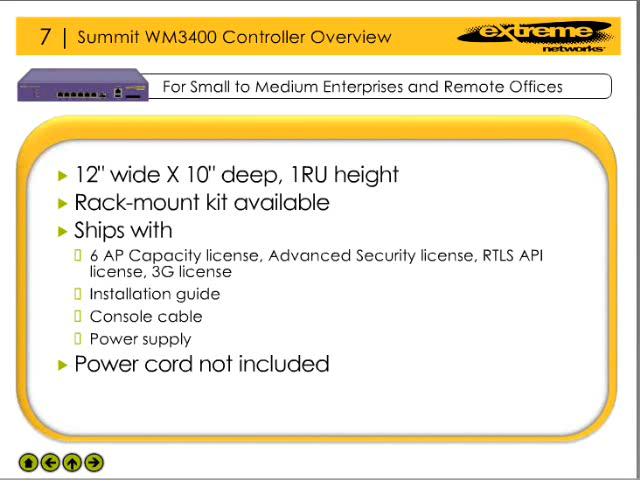 7 | Summit WM3400 Controller Overview
extreme
networks
For Small to Medium Enterprises and Remote Offices
12" wide X 10" deep, 1RU height
Rack-mount kit available
Ships with
6 AP Capacity license, Advanced Security license, RTLS API
license, 3G license
Installation guide
Console cable
Power supply
Power cord not included